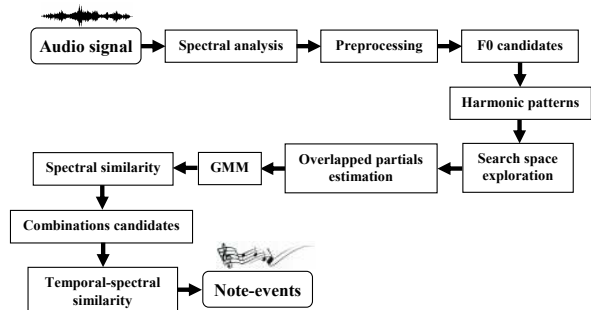 Audio signal
Spectral analysis
Preprocessing
F0 candidates
Harmonic patterns
Search space
exploration
Overlapped partials
estimation
GMM
Spectral similarity
Combinations candidates
Temporal-spectral
similarity
Note-events